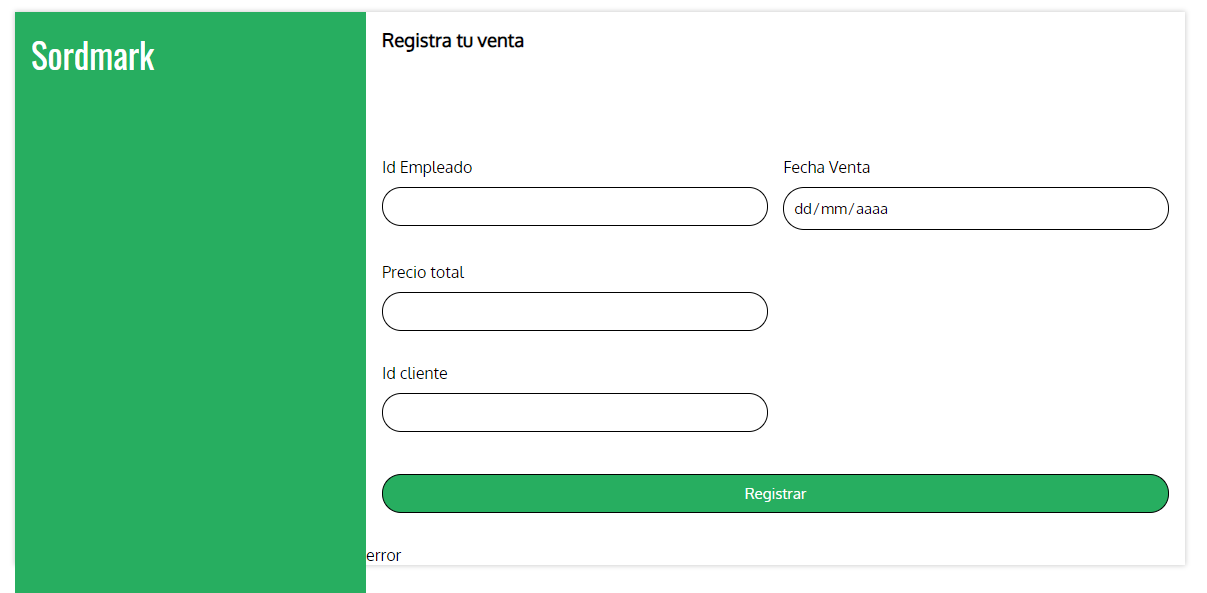 Sordmark
Registra tu venta
Id Empleado
Fecha Venta
dd/mm/aaaa
Precio total
Id cliente
Registrar
error